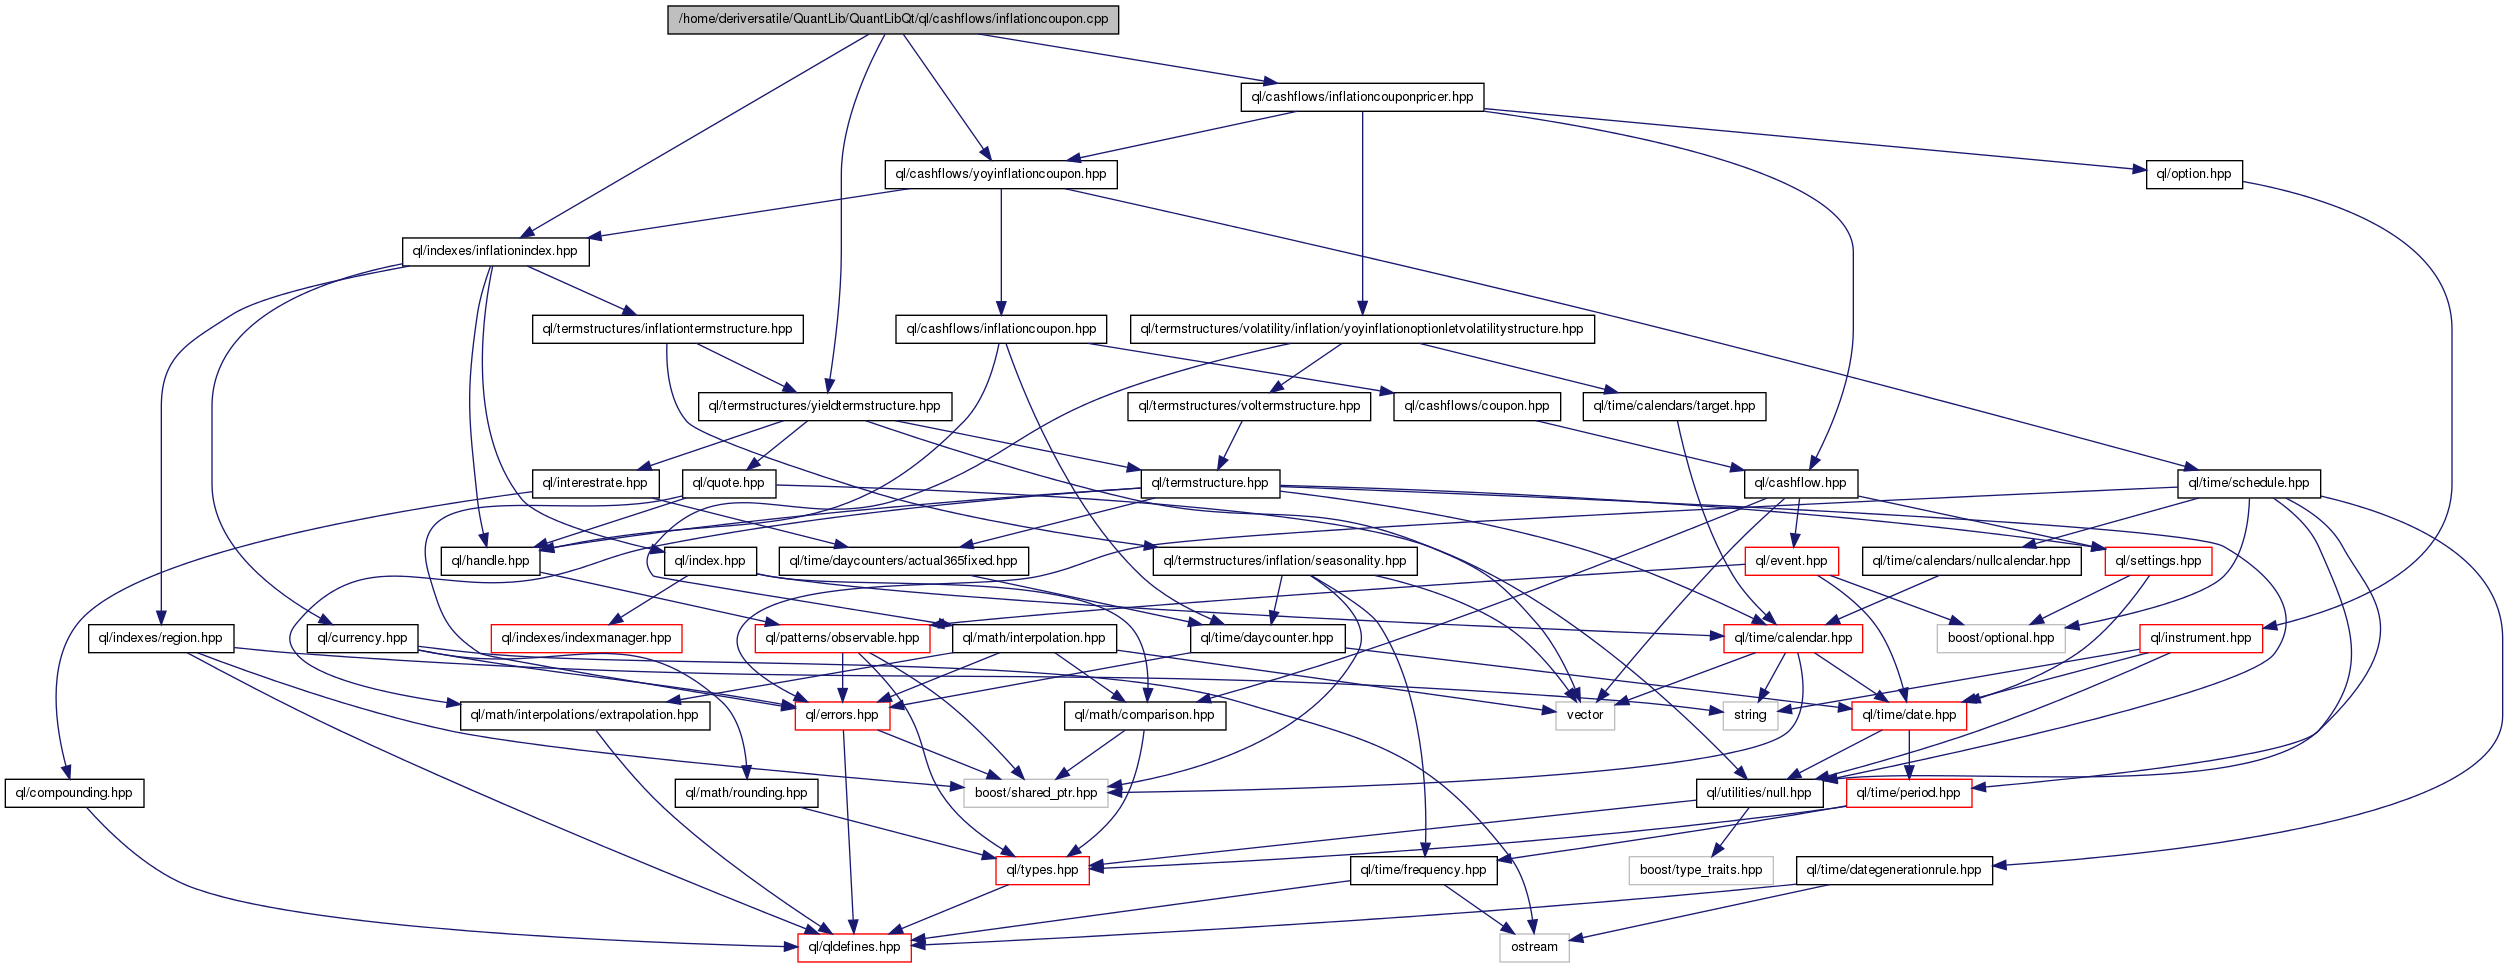 /home/deriversatile/QuantLib/QuantLibQt/ql/cashflows/inflationcoupon.cpp
ql/cashflows/inflationcouponpricer.hpp
ql/cashflows/yoyinflationcoupon.hpp
ql/option.hpp
ql/indexes/inflationindex.hpp
ql/termstructures/inflationtermstructure.hpp
ql/cashflows/inflationcoupon.hpp
ql/termstructures/volatility/inflation/yoyinflationoptionletvolatilitystructure.hpp
ql/termstructures/yieldtermstructure.hpp
ql/termstructures/voltermstructure.hpp
ql/cashflows/coupon.hpp
ql/time/calendars/target.hpp
ql/interestrate.hpp
ql/quote.hpp
ql/termstructure.hpp
ql/cashflow.hpp
ql/time/schedule.hpp
ql/handle.hpp
ql/index.hpp
ql/time/daycounters/actual365fixed.hpp
ql/termstructures/inflation/seasonality.hpp
ql/event.hpp
ql/time/calendars/nullcalendar.hpp
ql/settings.hpp
ql/indexes/region.hpp
ql/currency.hpp
ql/indexes/indexmanager.hpp
ql/patterns/observable.hpp
ql/math/interpolation.hpp
ql/time/daycounter.hpp
ql/time/calendar.hpp
boost/optional.hpp
ql/instrument.hpp
ql/math/interpolations/extrapolation.hpp
ql/errors.hpp
ql/math/comparison.hpp
vector
string
ql/time/date.hpp
ql/compounding.hpp
ql/math/rounding.hpp
boost/shared_ptr.hpp
ql/utilities/null.hpp
ql/time/period.hpp
ql/types.hpp
ql/time/frequency.hpp
boost/type_traits.hpp
ql/time/dategenerationrule.hpp
ql/qldefines.hpp
ostream